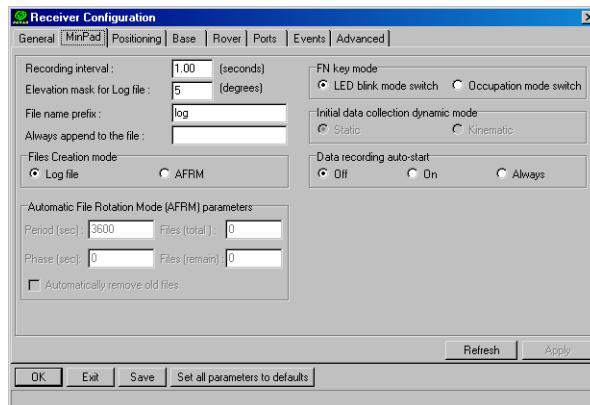 Receiver Configuration
General MinPad Positioning Base Rover Ports Events Advanced
Recording interval : 1.00 (seconds)
Elevation mask for Log file : 5 (degrees)
File name prefix : log
Always append to the file :
Files Creation mode
Log file AFRM
Automatic File Rotation Mode (AFRM) parameters
Period (sec) : 3600 Files (total ) : 0
Phase (sec): 0 Files (remain) : 0
Automatically remove old files
FN key mode
LED blink mode switch Occupation mode switch
Initial data collection dynamic mode
Static Kinematic
Data recording auto-start
Off On Always
Refresh Apply
OK Exit Save Set all parameters to defaults